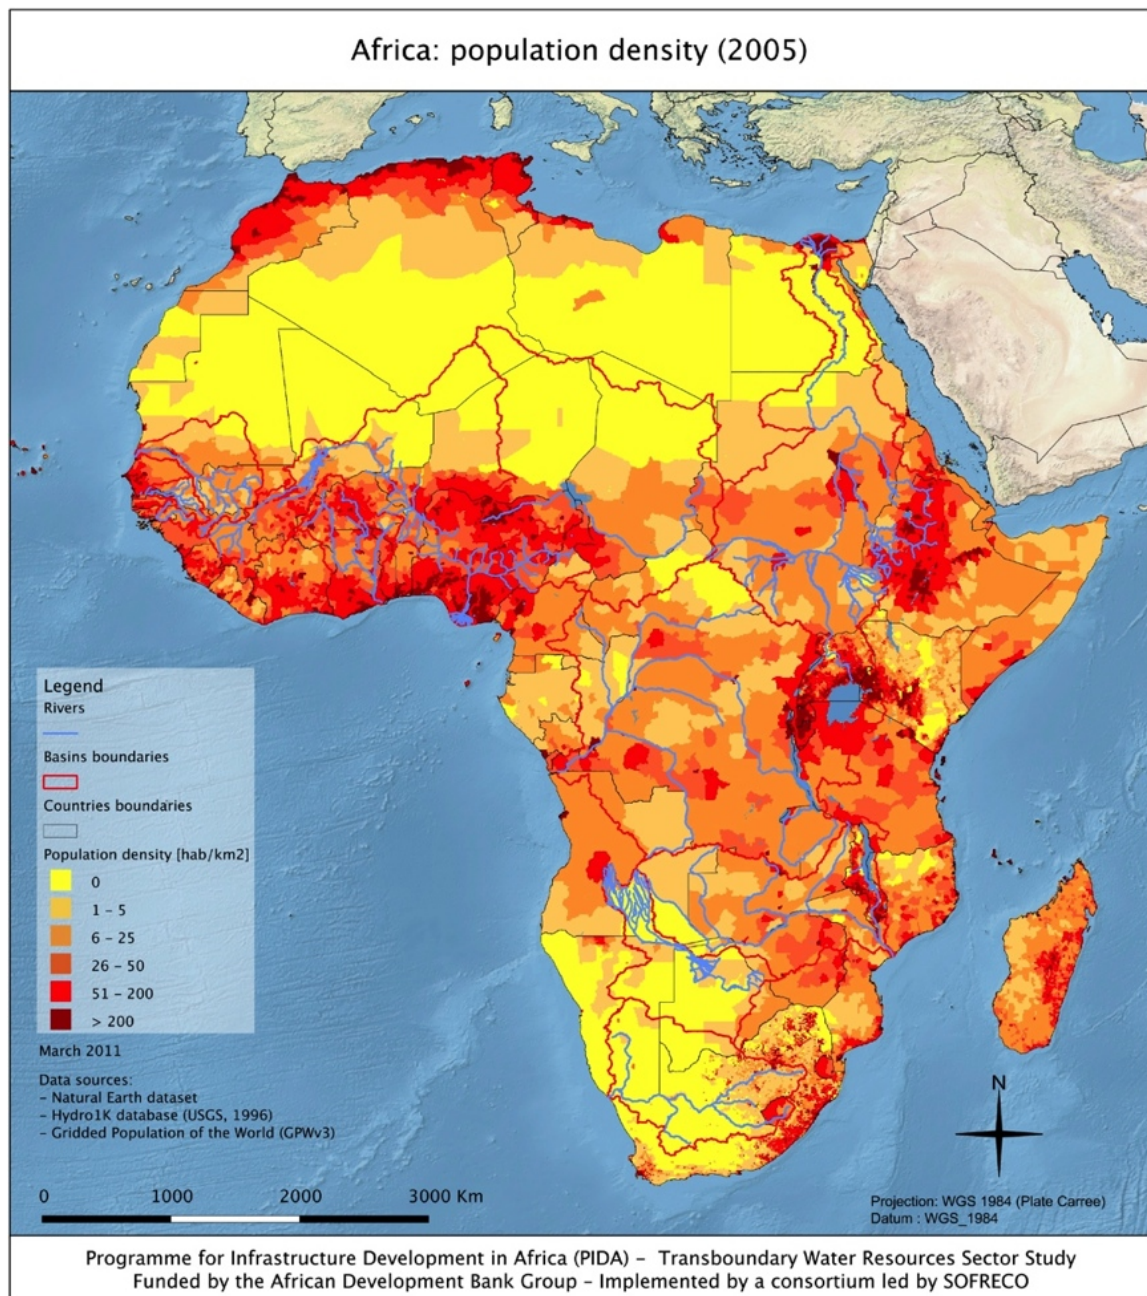 Africa: population density (2005)
Legend
Rivers
Basins boundaries
Countries boundaries
Population density [hab/km2]
0
1 – 5
6 – 25
26 – 50
51 – 200
> 200
March 2011
Data sources:
- Natural Earth dataset
- Hydro1K database (USGS, 1996)
- Gridded Population of the World (GPWv3)
N
0 1000 2000 3000 Km
Projection: WGS 1984 (Plate Carree)
Datum : WGS_1984
Programme for Infrastructure Development in Africa (PIDA) – Transboundary Water Resources Sector Study
Funded by the African Development Bank Group – Implemented by a consortium led by SOFRECO